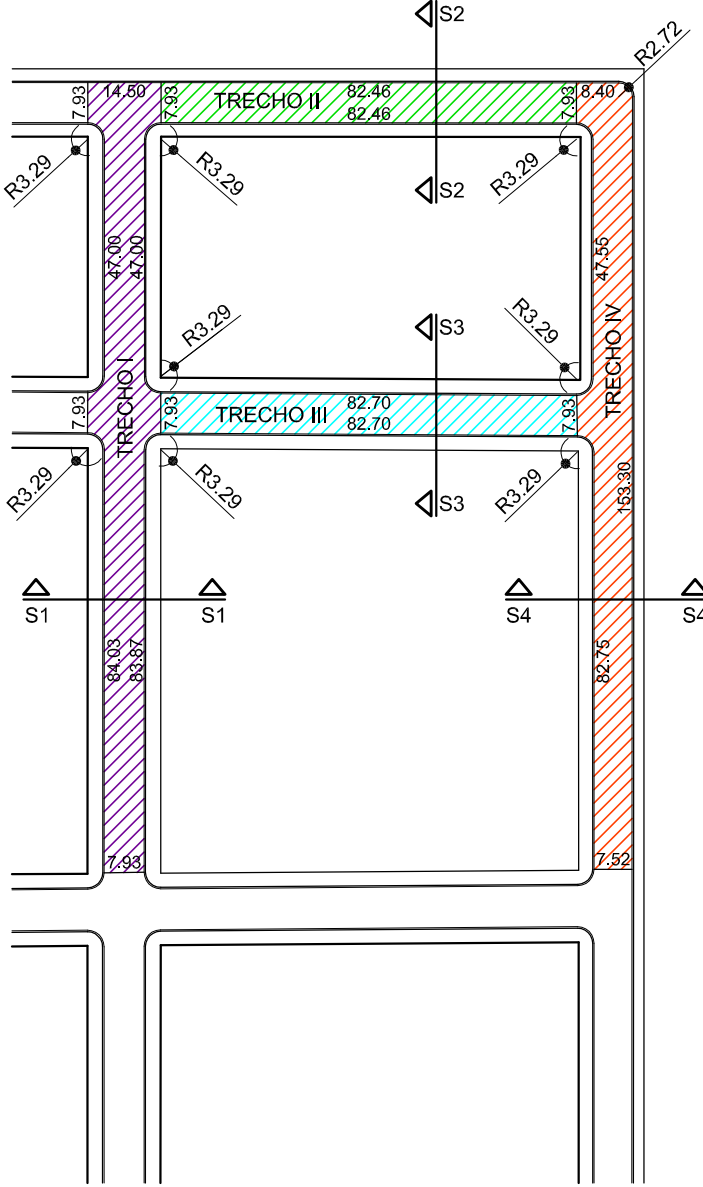 S2
R2.72
7.93
14.50
7.93
TRECHO II
82.46
82.46
7.93
8.40
R3.29
R3.29
R3.29
S2
47.00
47.00
47.55
R3.29
S3
R3.29
TRECHO I
TRECHO IV
7.93
7.93
TRECHO III
82.70
82.70
7.93
R3.29
R3.29
R3.29
S3
153.30
S1
S1
S4
S4
84.03
83.87
82.75
7.93
7.52